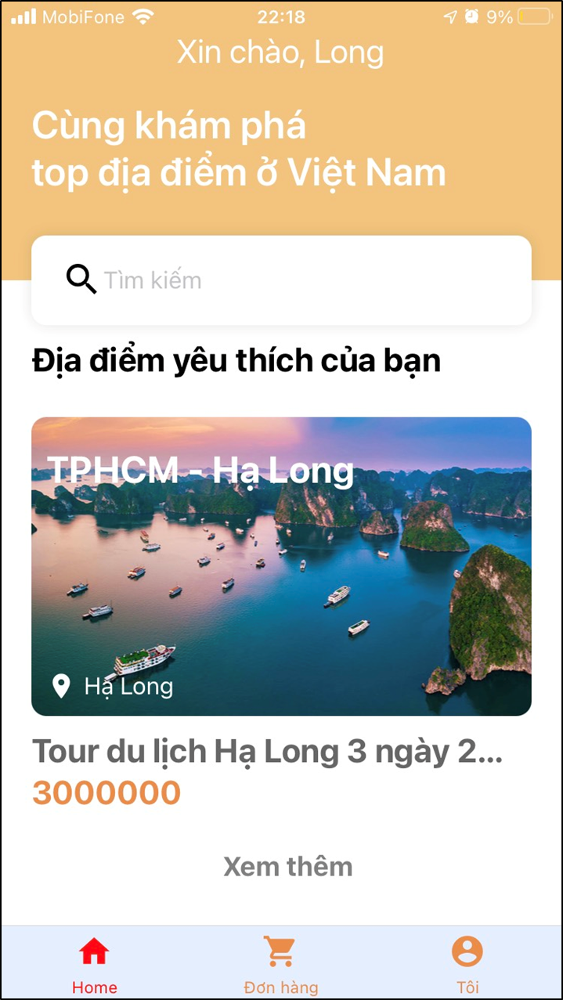 MobiFone 22:18 9%
Xin chào, Long
Cùng khám phá
top địa điểm ở Việt Nam
Tìm kiếm
Địa điểm yêu thích của bạn
TPHCM - Hạ Long
Hạ Long
Tour du lịch Hạ Long 3 ngày 2...
3000000
Xem thêm
Home Đơn hàng Tôi